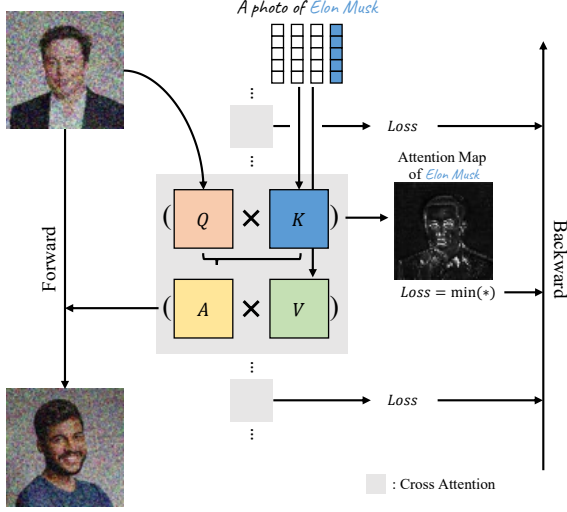 A photo of Elon Musk
⋮
Loss
⋮
Attention Map
of Elon Musk
( Q × K )
Forward
Backward
Loss = min(*)
( A × V )
⋮
Loss
⋮
: Cross Attention